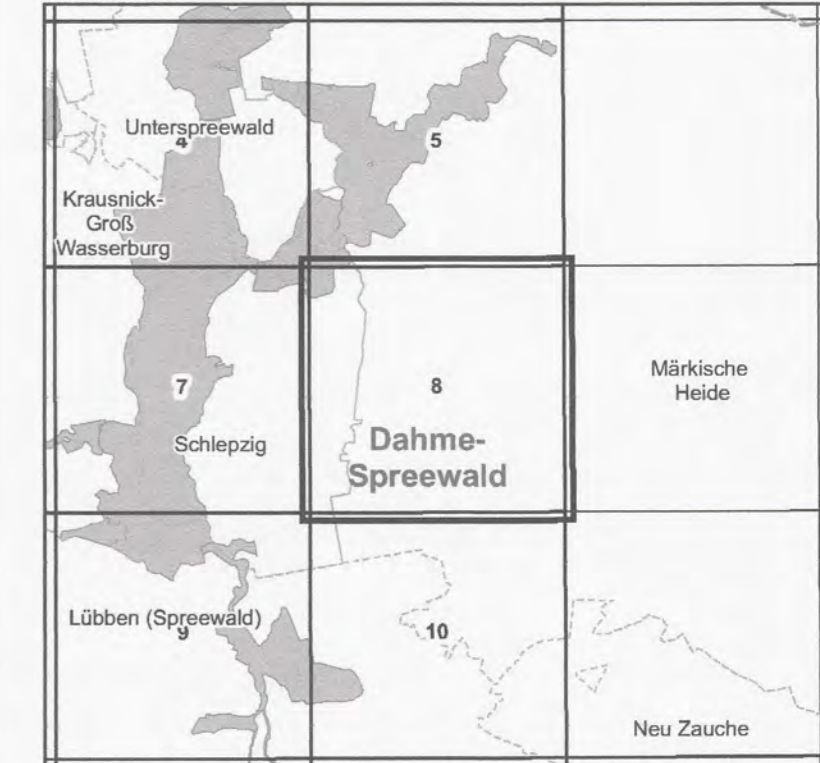 Unterspreewald
4
5
Krausnick-
Groß
Wasserburg
7
8
Märkische
Heide
Schlepzig
Dahme-
Spreewald
Lübben (Spreewald)
9
10
Neu Zauche